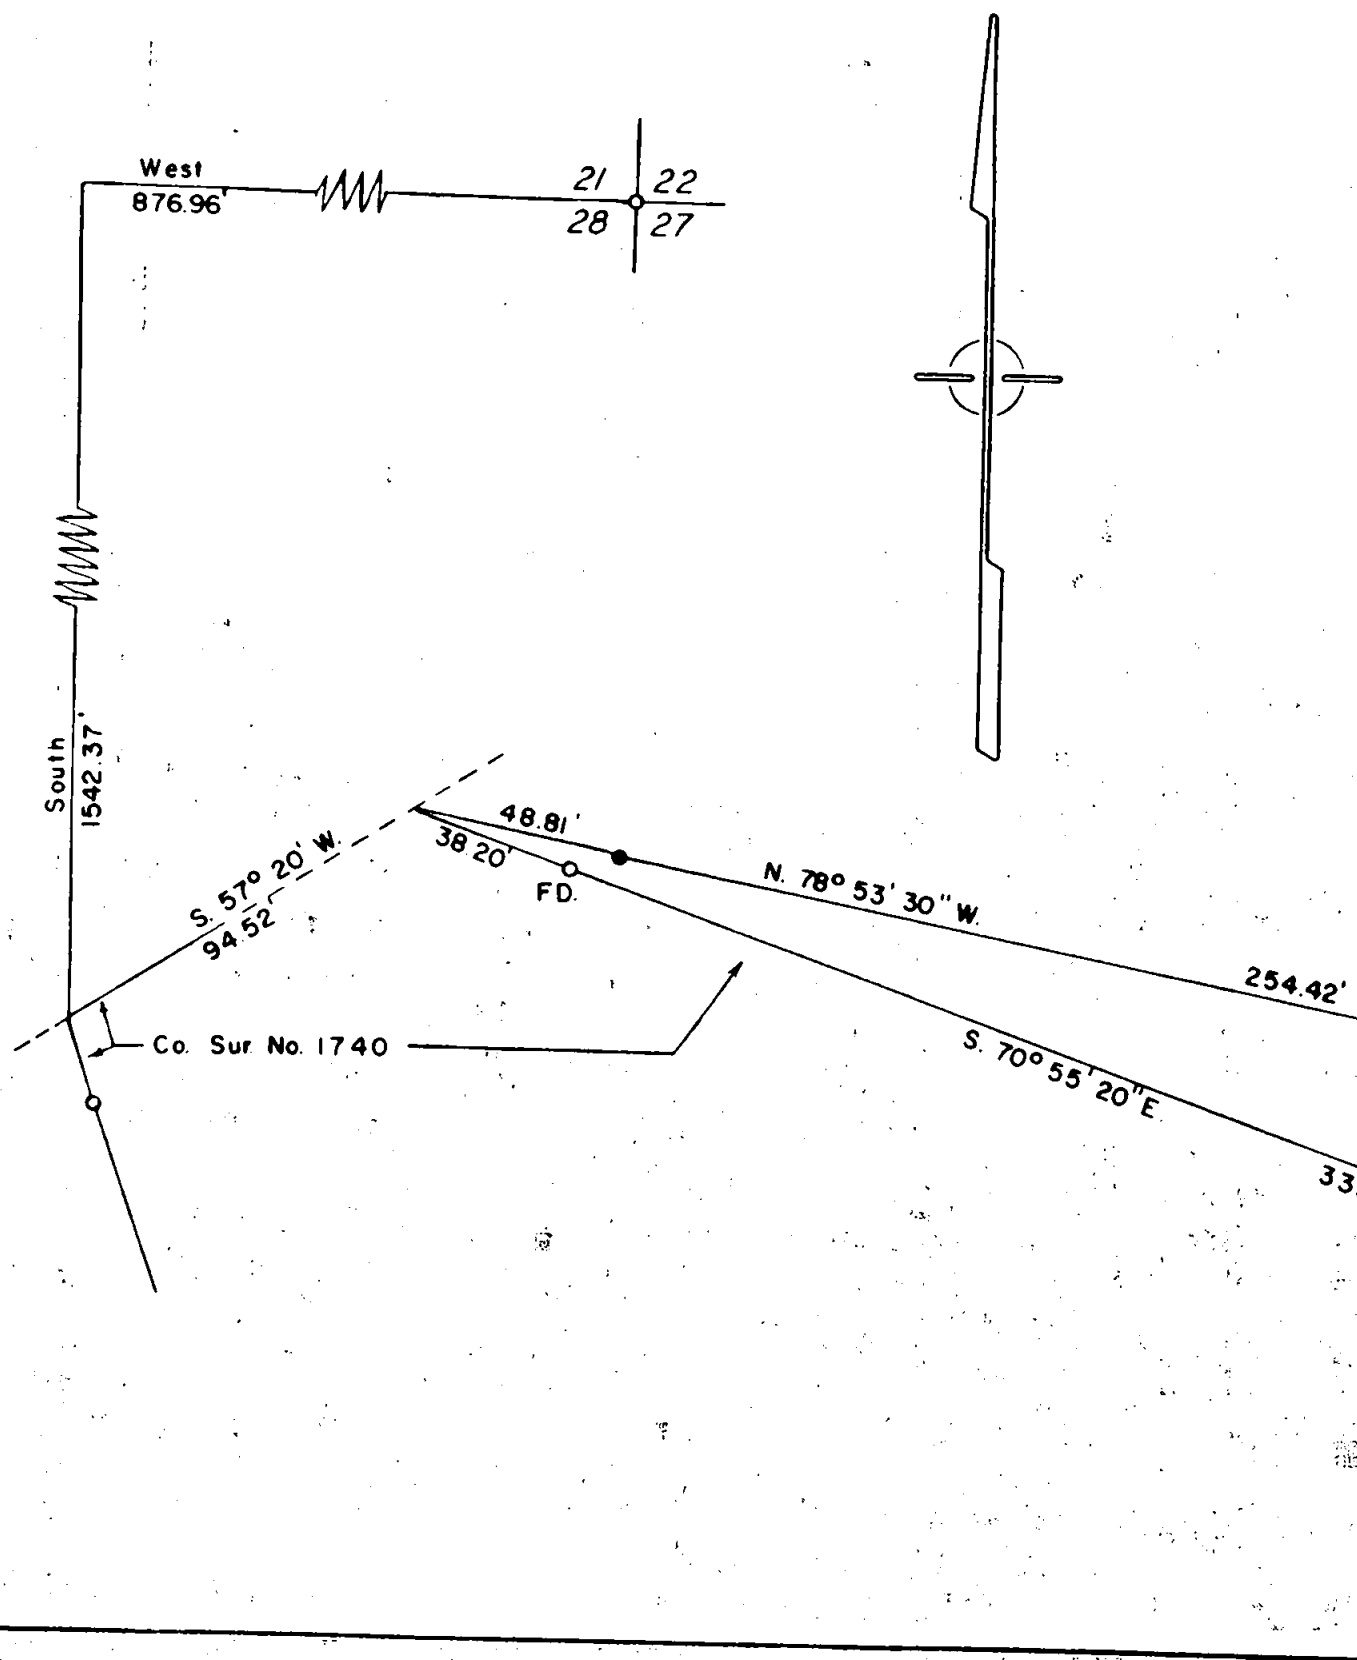 West
876.96'
21 22
28 27
South
1542.37'
S. 57° 20' W.
94.52'
48.81'
38.20'
FD.
N. 78° 53' 30" W.
254.42'
Co. Sur. No. 1740
S. 70° 55' 20" E.
33.